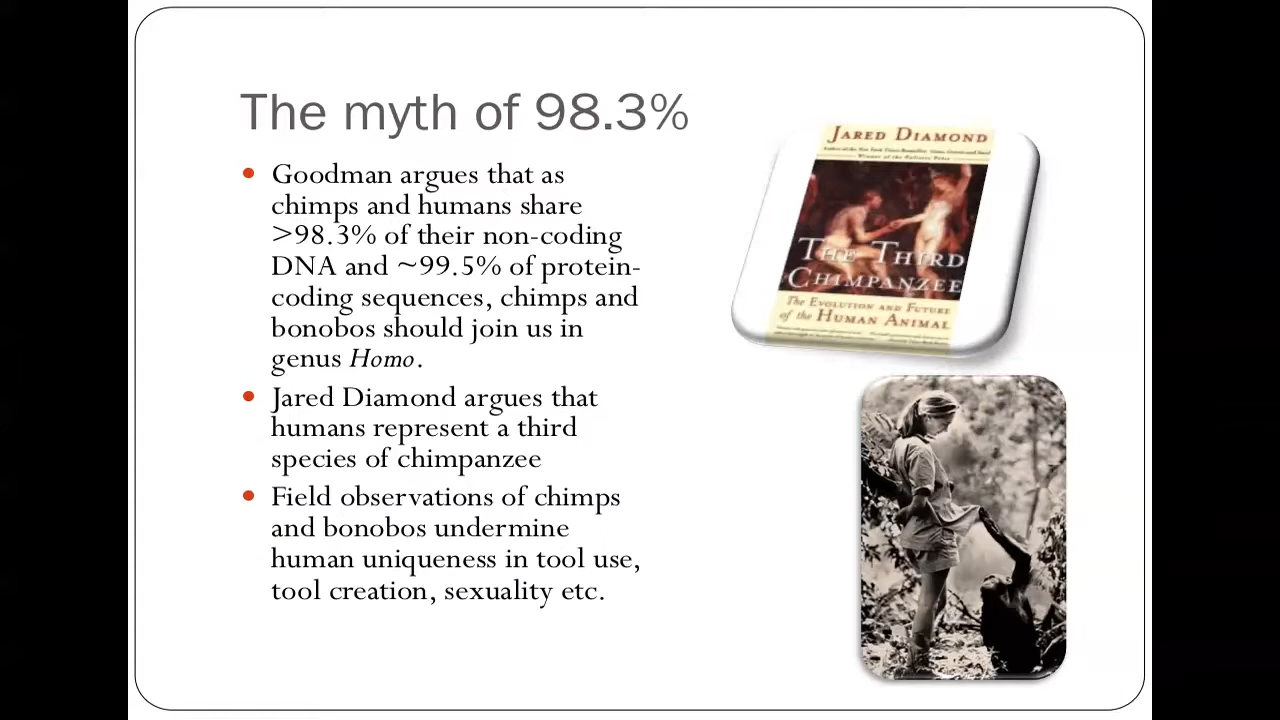 The myth of 98.3%
Goodman argues that as
chimps and humans share
>98.3% of their non-coding
DNA and ~99.5% of protein-
coding sequences, chimps and
bonobos should join us in
genus Homo.
Jared Diamond argues that
humans represent a third
species of chimpanzee
Field observations of chimps
and bonobos undermine
human uniqueness in tool use,
tool creation, sexuality etc.
JARED DIAMOND
THE THIRD
CHIMPANZEE
The EVOLUTION AND FUTURE
of the HUMAN ANIMAL